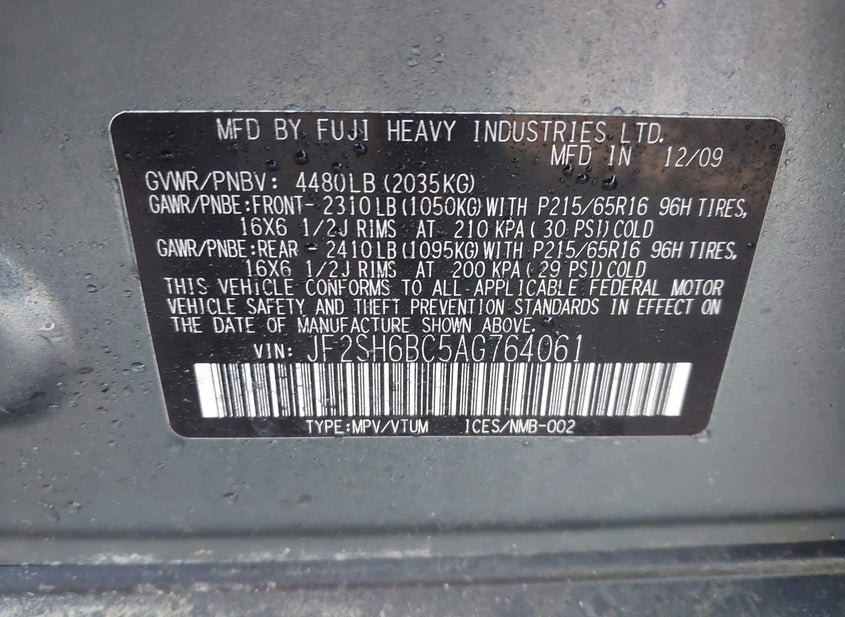 MFD BY FUJI HEAVY INDUSTRIES LTD.
MFD IN 12/09
GVWR/PNBV: 4480LB (2035KG)
GAWR/PNBE:FRONT- 2310LB(1050KG)WITH P215/65R16 96H TIRES,
16X6 1/2J RIMS AT 210 KPA( 30 PSI)COLD
GAWR/PNBE:REAR - 2410LB(1095KG)WITH P215/65R16 96H TIRES,
16X6 1/2J RIMS AT 200 KPA( 29 PSI)COLD
THIS VEHICLE CONFORMS TO ALL APPLICABLE FEDERAL MOTOR
VEHICLE SAFETY AND THEFT PREVENTION STANDARDS IN EFFECT ON
THE DATE OF MANUFACTURE SHOWN ABOVE.
VIN: JF2SH6BC5AG764061
TYPE:MPV/VTUM ICES/NMB-002